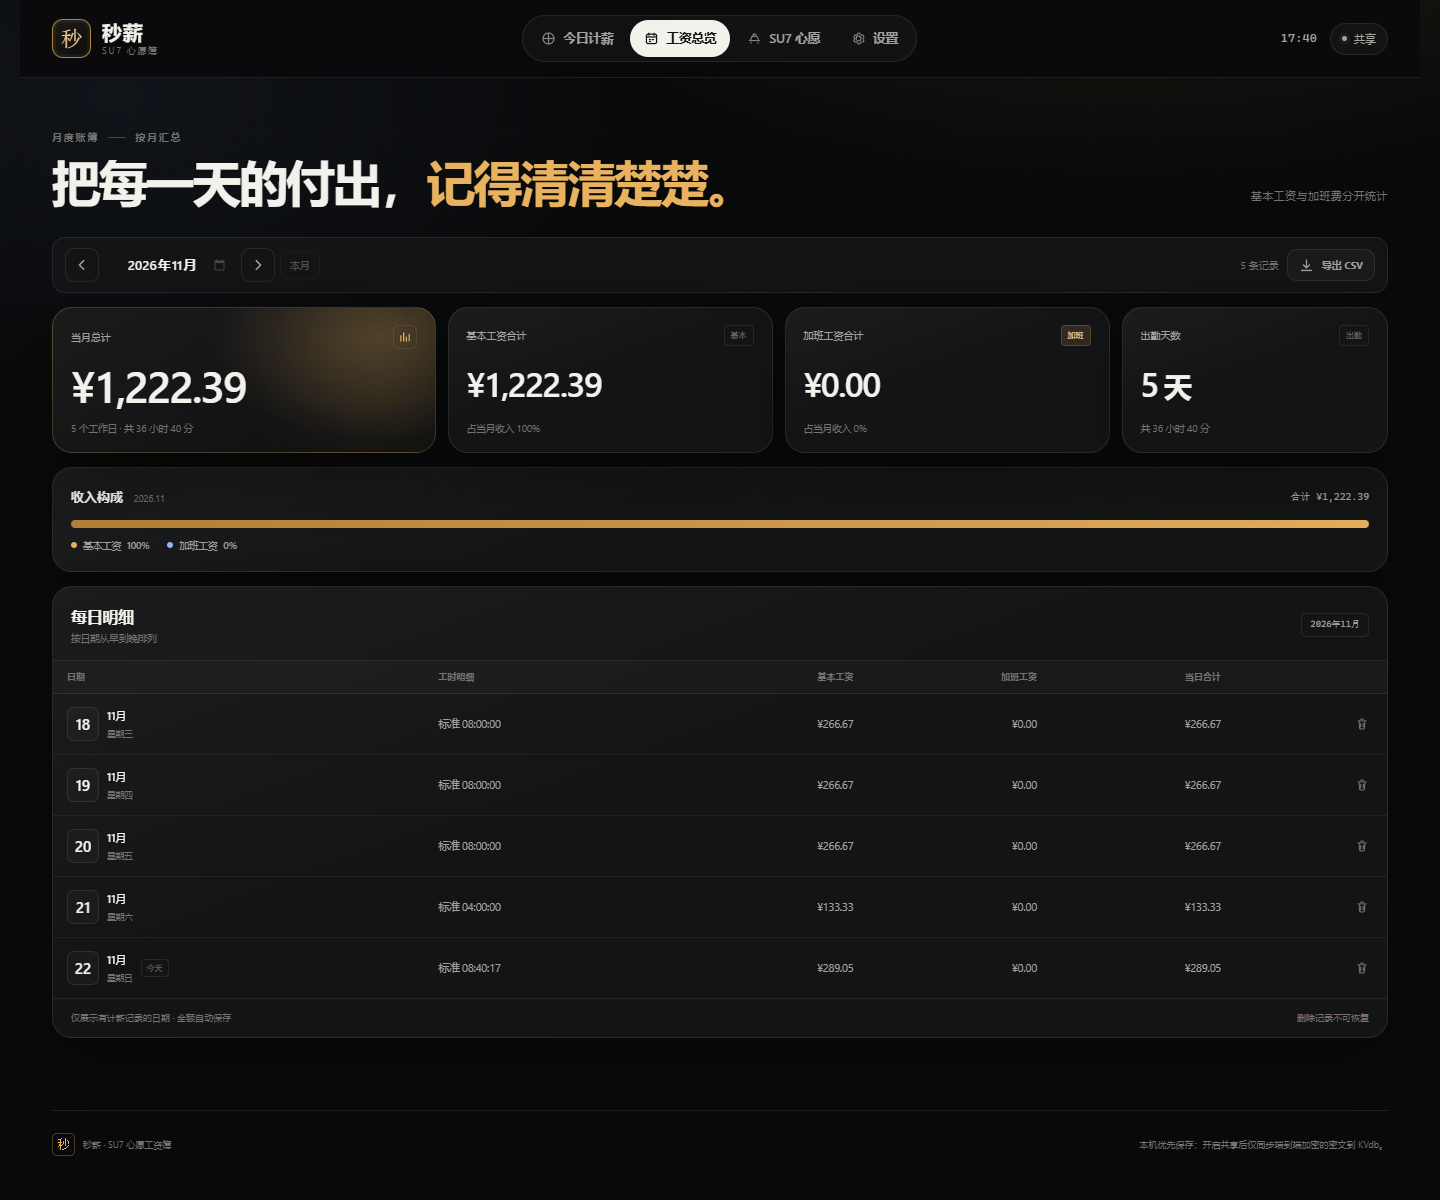 秒
秒薪
SU7 心愿簿
今日计薪
工资总览
SU7 心愿
设置
17:40
共享
月度账簿 —— 按月汇总
把每一天的付出，记得清清楚楚。
基本工资与加班费分开统计
2026年11月
本月
5 条记录
导出 CSV
当月总计
¥1,222.39
5 个工作日 · 共 36 小时 40 分
基本工资合计
基本
¥1,222.39
占当月收入 100%
加班工资合计
加班
¥0.00
占当月收入 0%
出勤天数
出勤
5 天
共 36 小时 40 分
收入构成 2026.11
合计 ¥1,222.39
基本工资 100%
加班工资 0%
每日明细
按日期从早到晚排列
2026年11月
日期 工时明细 基本工资 加班工资 当日合计
18 11月 星期三 标准 08:00:00 ¥266.67 ¥0.00 ¥266.67
19 11月 星期四 标准 08:00:00 ¥266.67 ¥0.00 ¥266.67
20 11月 星期五 标准 08:00:00 ¥266.67 ¥0.00 ¥266.67
21 11月 星期六 标准 04:00:00 ¥133.33 ¥0.00 ¥133.33
22 11月 星期日 今天 标准 08:40:17 ¥289.05 ¥0.00 ¥289.05
仅展示有计薪记录的日期 · 金额自动保存
删除记录不可恢复
秒
秒薪 · SU7 心愿工资簿
本机优先保存；开启共享后仅同步端到端加密的密文到 KVdb。